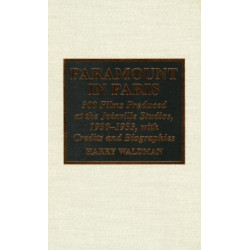 PARAMOUNT
IN PARIS
300 Films Produced
at the Joinville Studios,
1930–1933, with
Credits and Biographies
HARRY WALDMAN